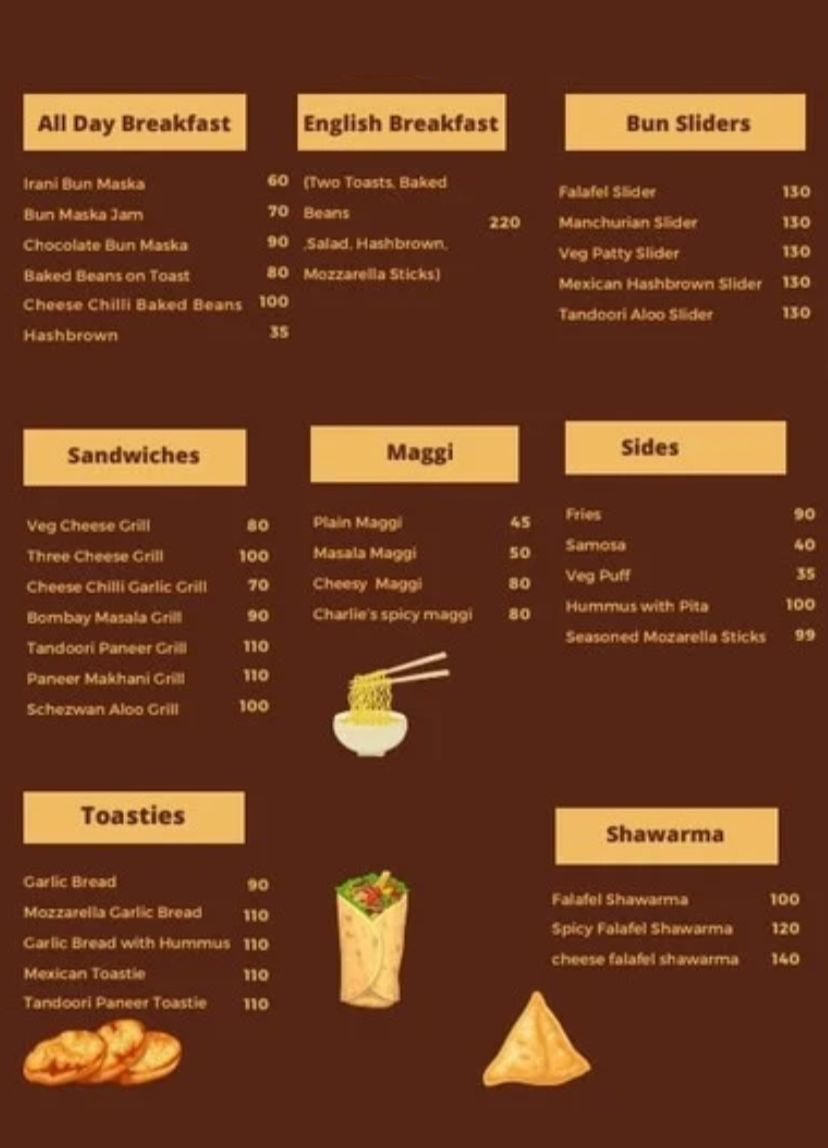 All Day Breakfast
Irani Bun Maska 60
Bun Maska Jam 70
Chocolate Bun Maska 90
Baked Beans on Toast 80
Cheese Chilli Baked Beans 100
Hashbrown 35
English Breakfast
(Two Toasts, Baked
Beans
220
,Salad, Hashbrown,
Mozzarella Sticks)
Bun Sliders
Falafel Slider 130
Manchurian Slider 130
Veg Patty Slider 130
Mexican Hashbrown Slider 130
Tandoori Aloo Slider 130
Sandwiches
Veg Cheese Grill 80
Three Cheese Grill 100
Cheese Chilli Garlic Grill 70
Bombay Masala Grill 90
Tandoori Paneer Grill 110
Paneer Makhani Grill 110
Schezwan Aloo Grill 100
Maggi
Plain Maggi 45
Masala Maggi 50
Cheesy Maggi 80
Charlie's spicy maggi 80
Sides
Fries 90
Samosa 40
Veg Puff 35
Hummus with Pita 100
Seasoned Mozarella Sticks 99
Toasties
Garlic Bread 90
Mozzarella Garlic Bread 110
Garlic Bread with Hummus 110
Mexican Toastie 110
Tandoori Paneer Toastie 110
Shawarma
Falafel Shawarma 100
Spicy Falafel Shawarma 120
cheese falafel shawarma 140